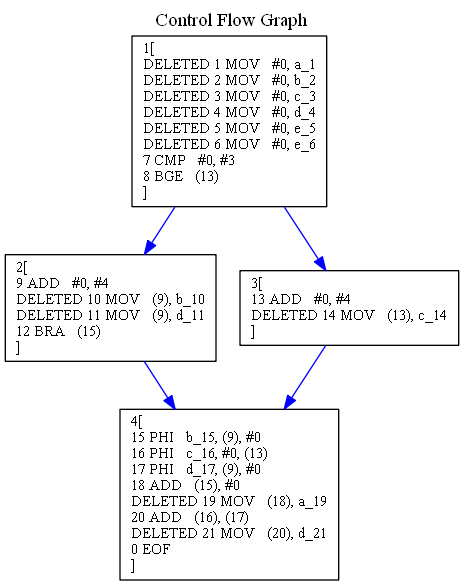 Control Flow Graph
1[
DELETED 1 MOV #0, a_1
DELETED 2 MOV #0, b_2
DELETED 3 MOV #0, c_3
DELETED 4 MOV #0, d_4
DELETED 5 MOV #0, e_5
DELETED 6 MOV #0, e_6
7 CMP #0, #3
8 BGE (13)
]
2[
9 ADD #0, #4
DELETED 10 MOV (9), b_10
DELETED 11 MOV (9), d_11
12 BRA (15)
]
3[
13 ADD #0, #4
DELETED 14 MOV (13), c_14
]
4[
15 PHI b_15, (9), #0
16 PHI c_16, #0, (13)
17 PHI d_17, (9), #0
18 ADD (15), #0
DELETED 19 MOV (18), a_19
20 ADD (16), (17)
DELETED 21 MOV (20), d_21
0 EOF
]